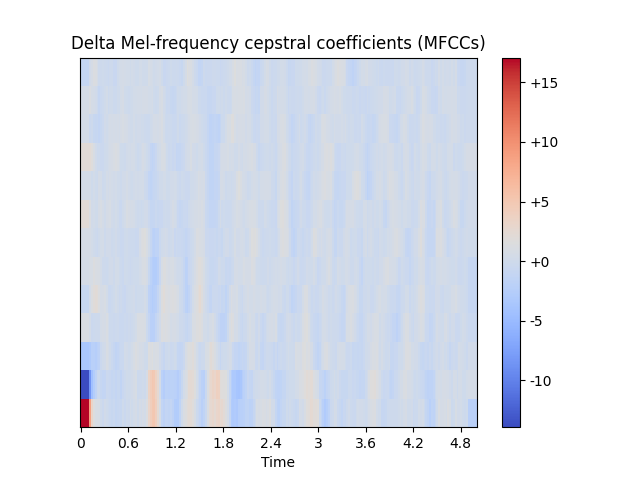 Delta Mel-frequency cepstral coefficients (MFCCs)
+15
+10
+5
+0
-5
-10
0 0.6 1.2 1.8 2.4 3 3.6 4.2 4.8
Time